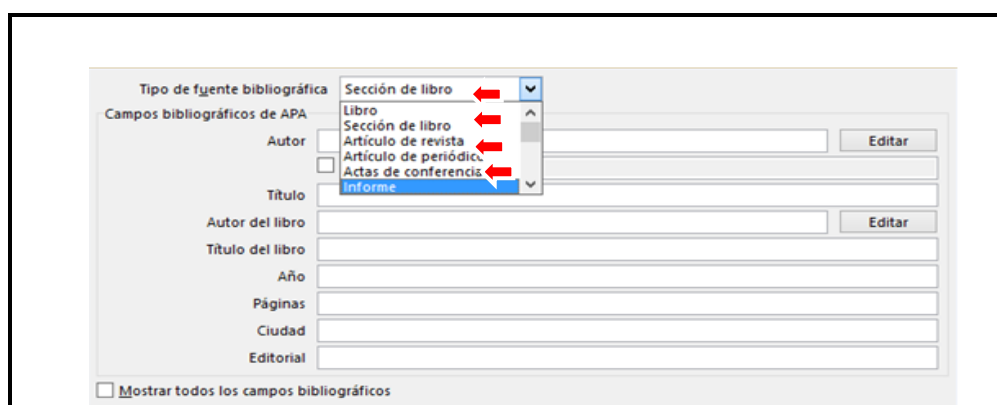 Tipo de fuente bibliográfica Sección de libro
Campos bibliográficos de APA
Libro
Sección de libro
Artículo de revista
Artículo de periódico
Actas de conferencia
Informe
Autor Editar
Título
Autor del libro Editar
Título del libro
Año
Páginas
Ciudad
Editorial
Mostrar todos los campos bibliográficos